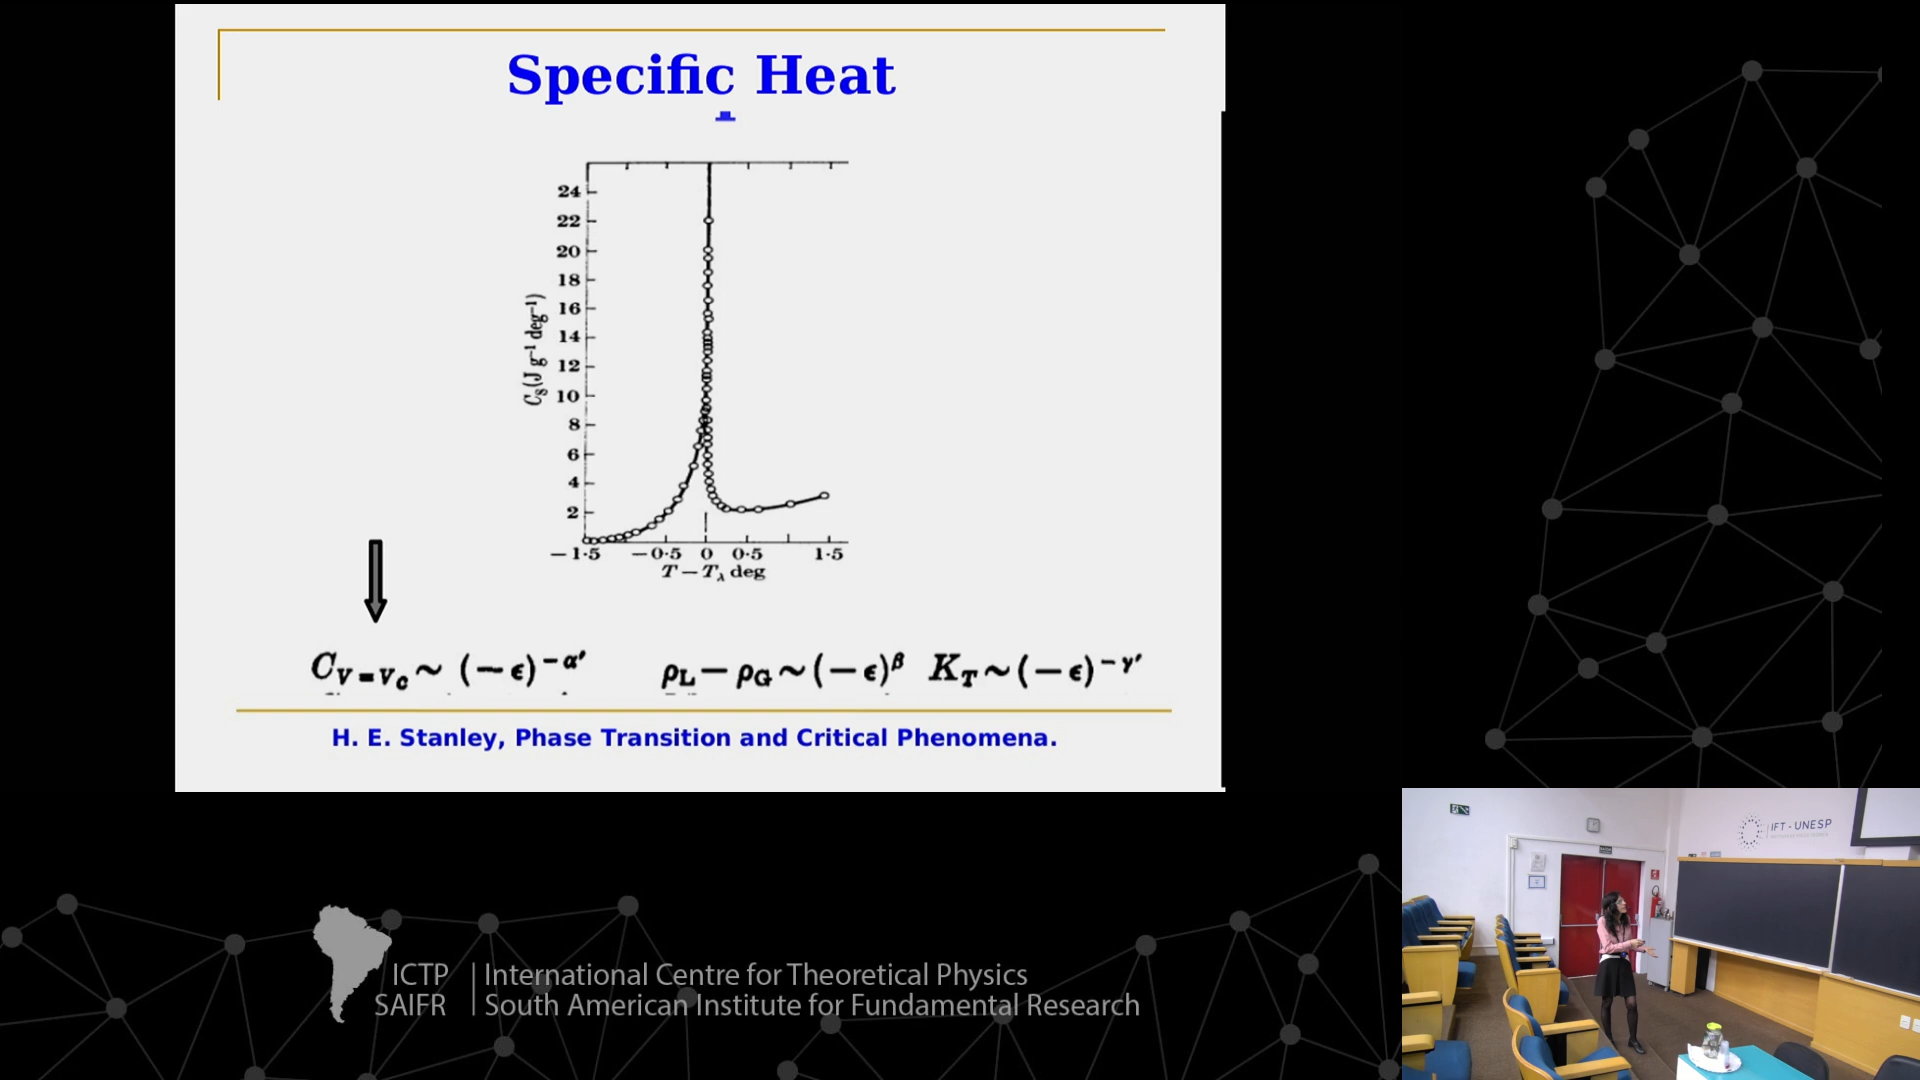 Specific Heat
24
22
20
18
16
14
12
10
8
6
4
2
C_s(J g⁻¹ deg⁻¹)
−1·5 −0·5 0 0·5 1·5
T − T_λ deg
C_{V=V_c} ~ (−ϵ)^{−α′} ρ_L − ρ_G ~ (−ϵ)^β K_T ~ (−ϵ)^{−γ′}
H. E. Stanley, Phase Transition and Critical Phenomena.
IFT - UNESP
ICTP International Centre for Theoretical Physics
SAIFR South American Institute for Fundamental Research